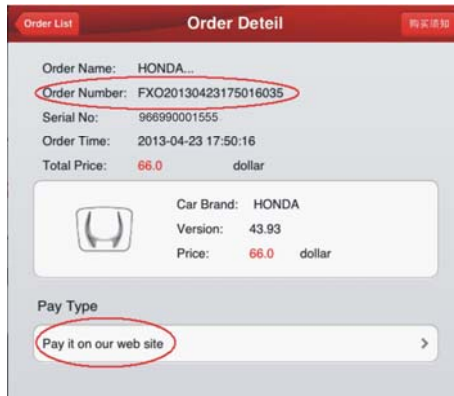 Order List
Order Deteil
购买须知
Order Name: HONDA...
Order Number: FXO20130423175016035
Serial No: 966990001555
Order Time: 2013-04-23 17:50:16
Total Price: 66.0 dollar
Car Brand: HONDA
Version: 43.93
Price: 66.0 dollar
Pay Type
Pay it on our web site